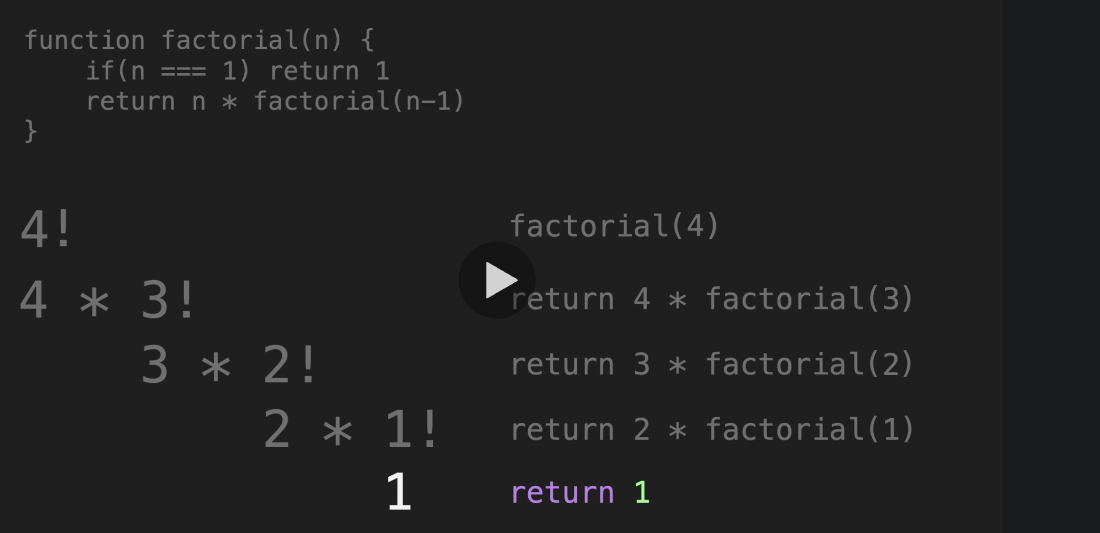 function factorial(n) {
    if(n === 1) return 1
    return n * factorial(n-1)
}
4!
factorial(4)
4 * 3!
return 4 * factorial(3)
3 * 2!
return 3 * factorial(2)
2 * 1!
return 2 * factorial(1)
1
return 1